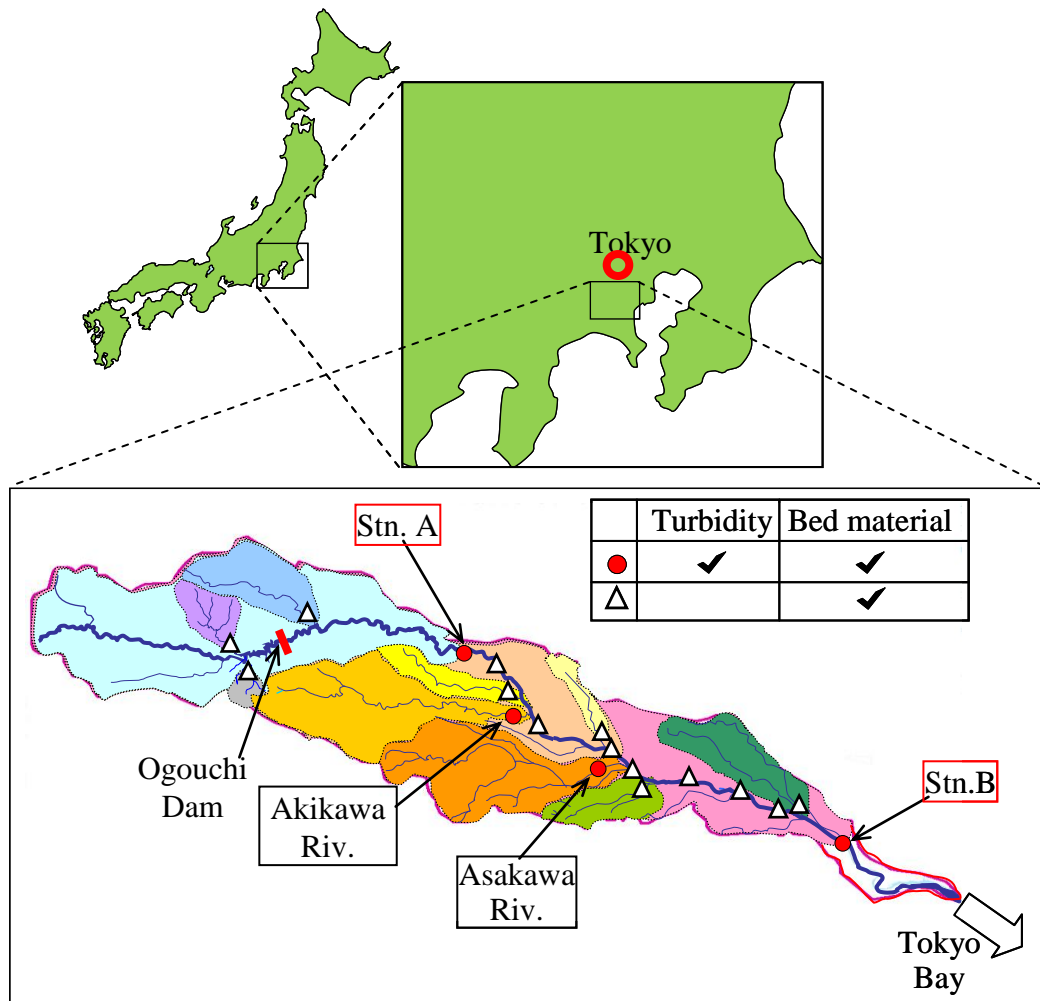 Tokyo
Stn. A
Turbidity Bed material
✔ ✔
✔
Ogouchi
Dam
Akikawa
Riv.
Asakawa
Riv.
Stn.B
Tokyo
Bay